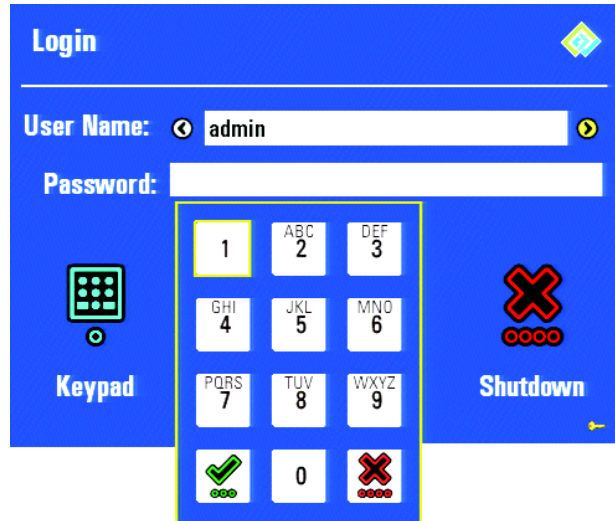 Login
User Name: admin
Password:
1 ABC 2 DEF 3
GHI 4 JKL 5 MNO 6
Keypad
PQRS 7 TUV 8 WXYZ 9
Shutdown
0